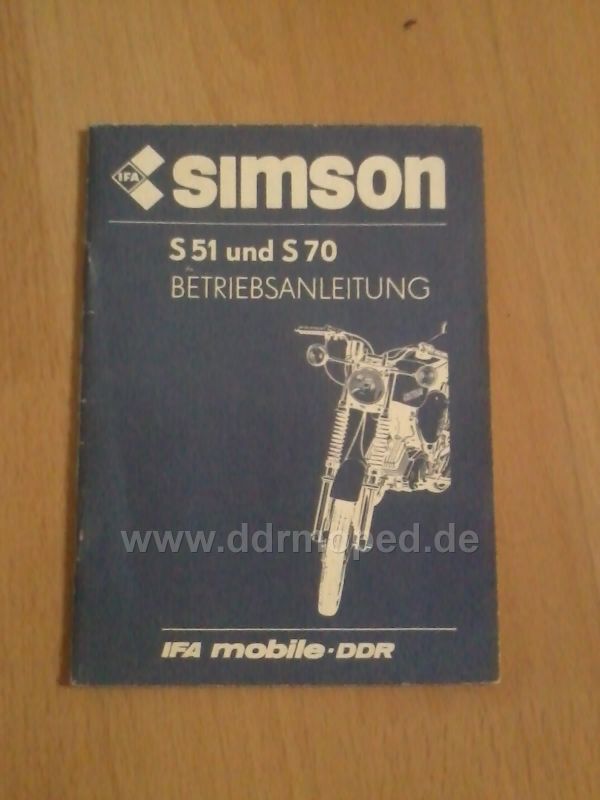 IFA
simson
S 51 und S 70
BETRIEBSANLEITUNG
www.ddrmoped.de
IFA mobile · DDR